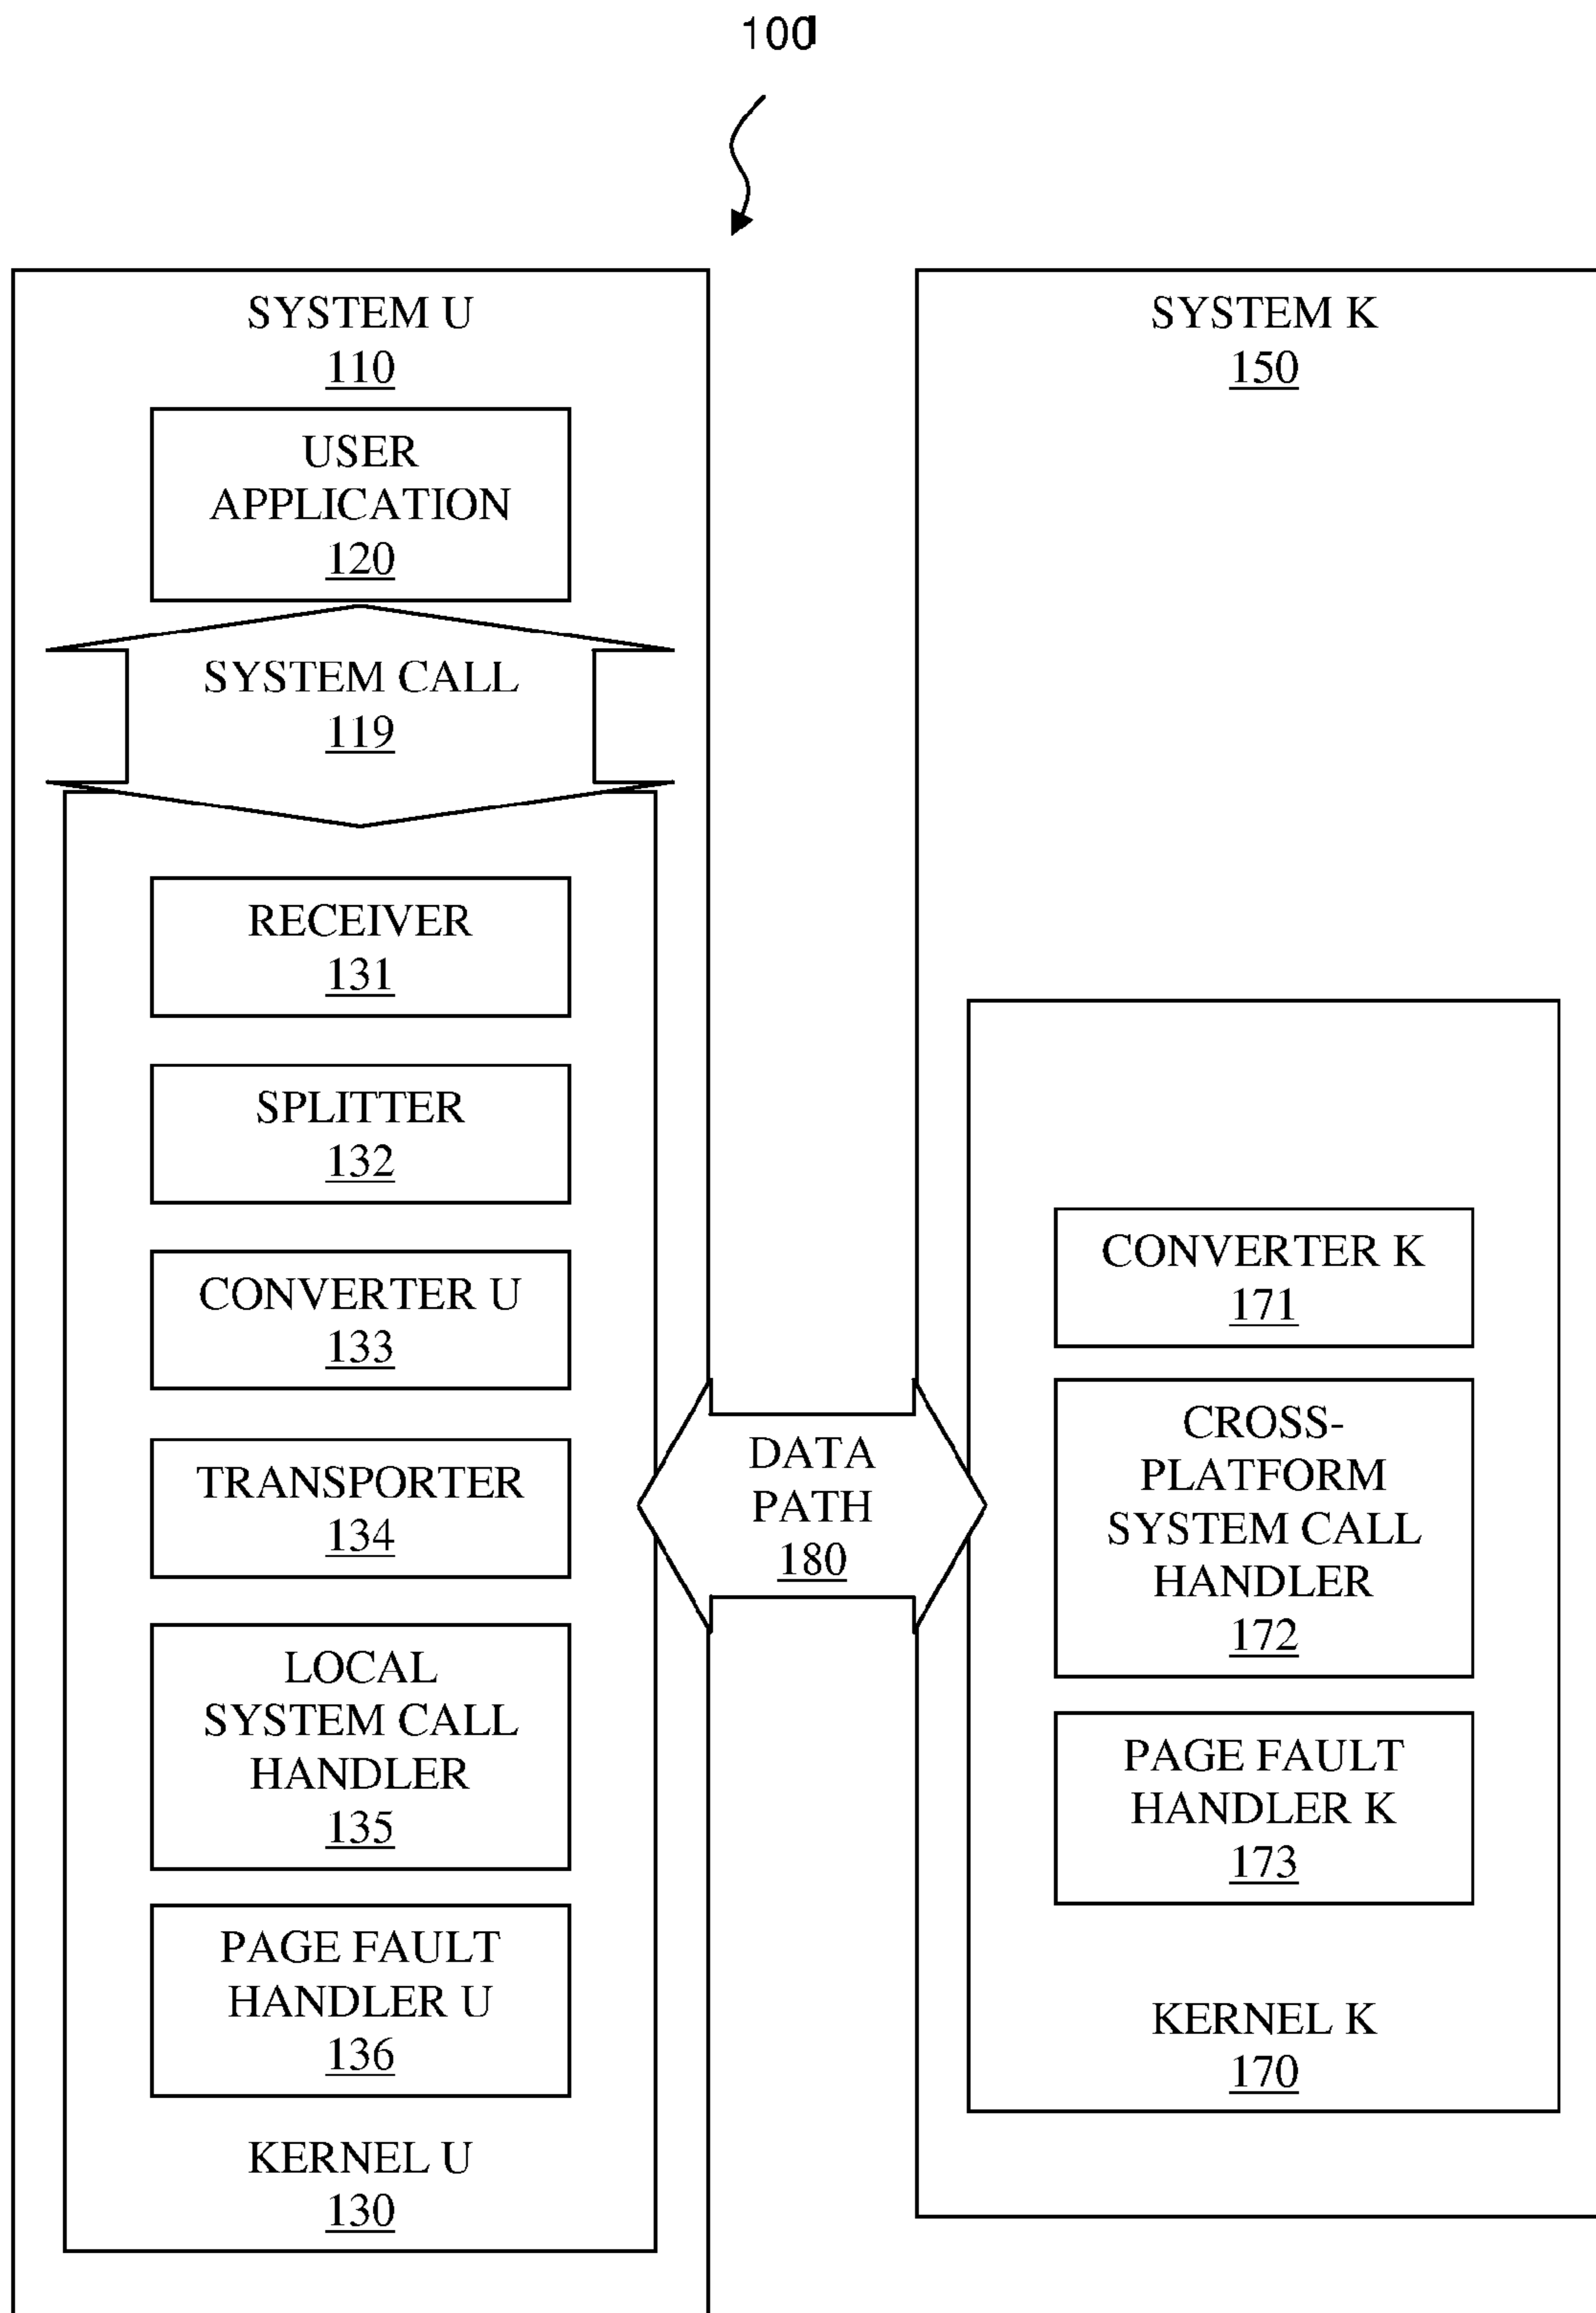 100
SYSTEM U
110
USER
APPLICATION
120
SYSTEM CALL
119
RECEIVER
131
SPLITTER
132
CONVERTER U
133
TRANSPORTER
134
LOCAL
SYSTEM CALL
HANDLER
135
PAGE FAULT
HANDLER U
136
KERNEL U
130
DATA
PATH
180
SYSTEM K
150
CONVERTER K
171
CROSS-
PLATFORM
SYSTEM CALL
HANDLER
172
PAGE FAULT
HANDLER K
173
KERNEL K
170